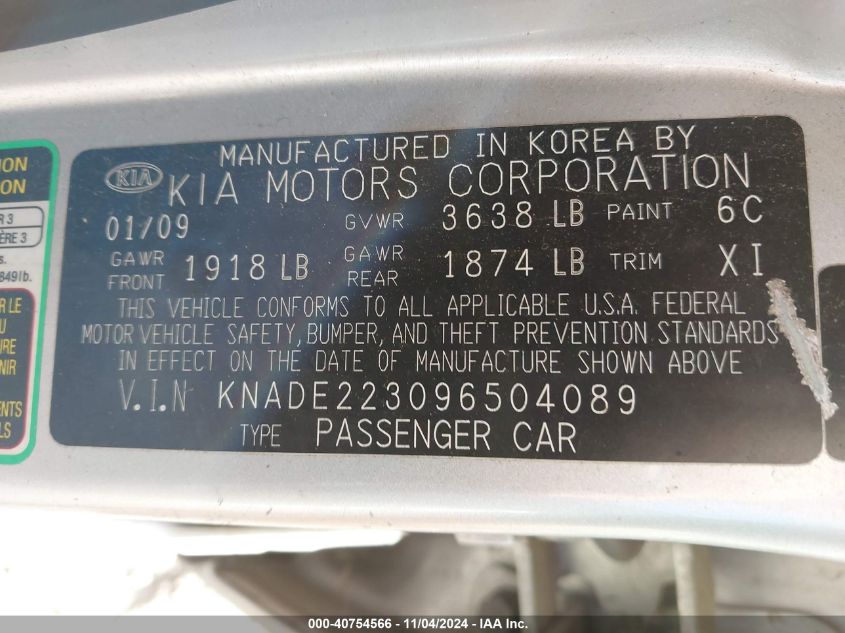 MANUFACTURED IN KOREA BY
KIA KIA MOTORS CORPORATION
01/09 GVWR 3638 LB PAINT 6C
GAWR FRONT 1918 LB GAWR REAR 1874 LB TRIM XI
THIS VEHICLE CONFORMS TO ALL APPLICABLE U.S.A. FEDERAL
MOTOR VEHICLE SAFETY, BUMPER, AND THEFT PREVENTION STANDARDS
IN EFFECT ON THE DATE OF MANUFACTURE SHOWN ABOVE
V.I.N KNADE223096504089
TYPE PASSENGER CAR
000-40754566 - 11/04/2024 - IAA Inc.